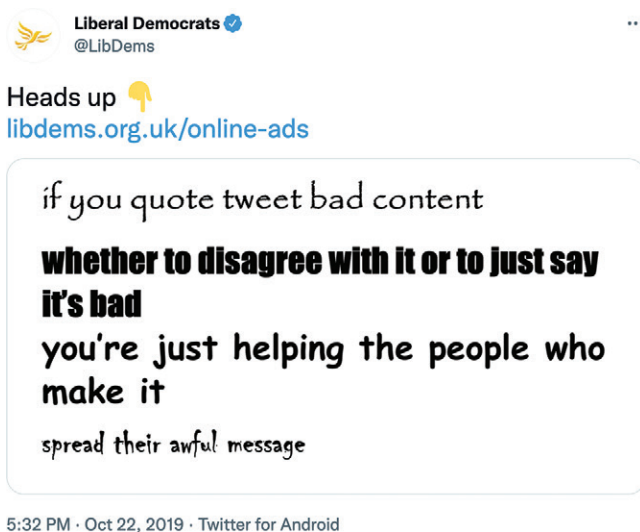 Liberal Democrats
@LibDems
Heads up 👇
libdems.org.uk/online-ads
if you quote tweet bad content
whether to disagree with it or to just say
it's bad
you're just helping the people who
make it
spread their awful message
5:32 PM · Oct 22, 2019 · Twitter for Android